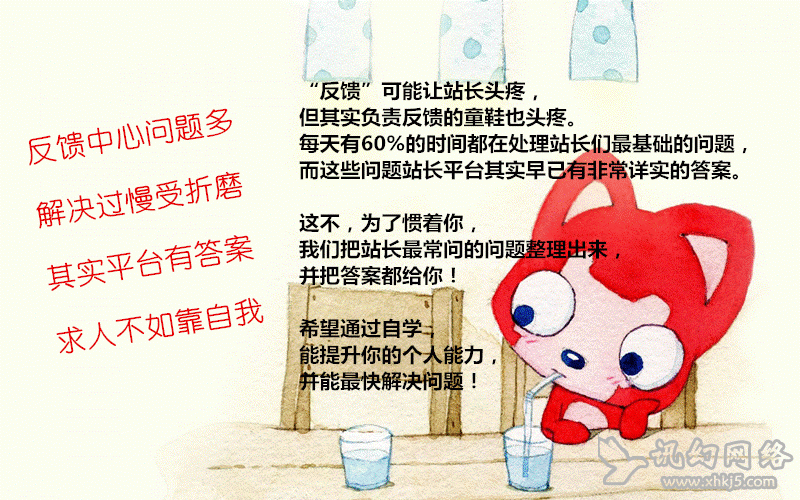 反馈中心问题多
解决过慢受折磨
其实平台有答案
求人不如靠自我
“反馈”可能让站长头疼，
但其实负责反馈的童鞋也头疼。
每天有60%的时间都在处理站长们最基础的问题，
而这些问题站长平台其实早已有非常详实的答案。
这不，为了惯着你，
我们把站长最常问的问题整理出来，
并把答案都给你！
希望通过自学，
能提升你的个人能力，
并能最快解决问题！
讯幻网络
www.xhkj5.com